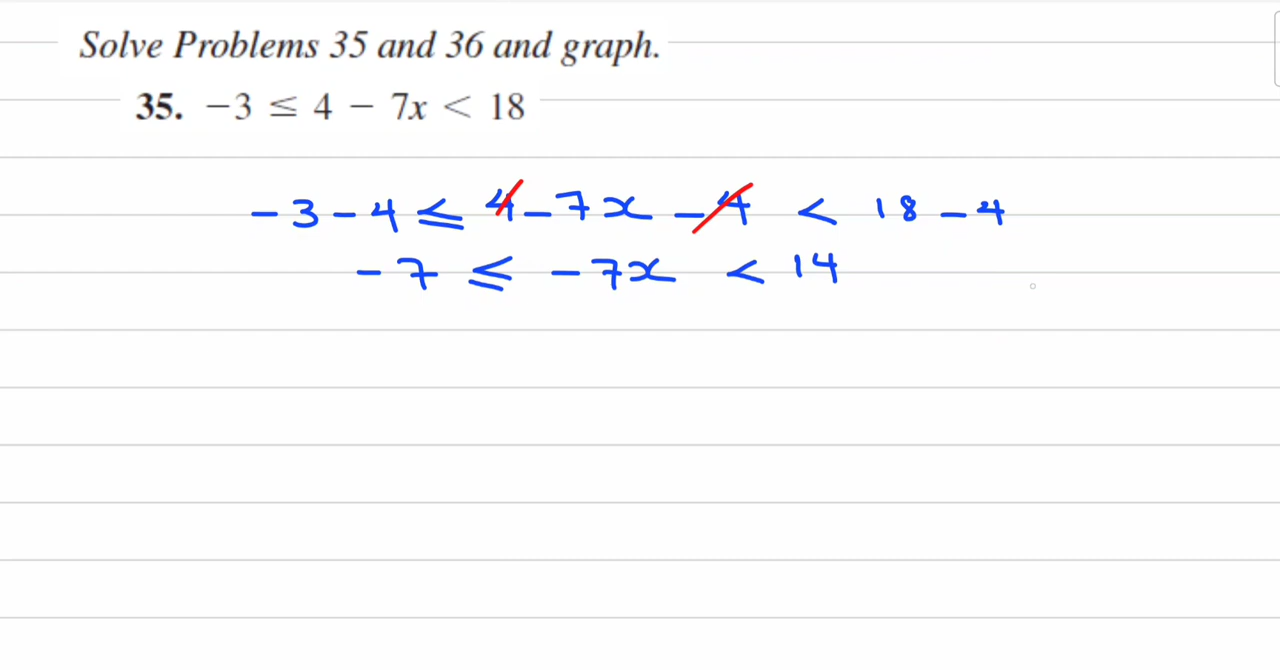 Solve Problems 35 and 36 and graph.
35. −3 ≤ 4 − 7x < 18
-3-4 ≤ 4-7x -4 < 18-4
-7 ≤ -7x < 14